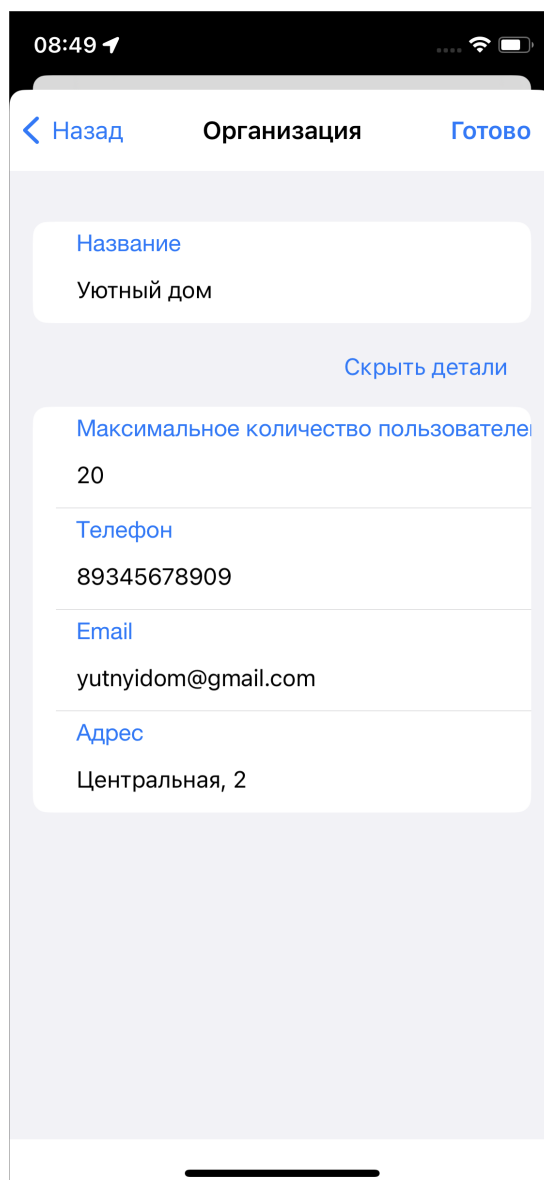 08:49
Назад
Организация
Готово
Название
Уютный дом
Скрыть детали
Максимальное количество пользователе
20
Телефон
89345678909
Email
yutnyidom@gmail.com
Адрес
Центральная, 2